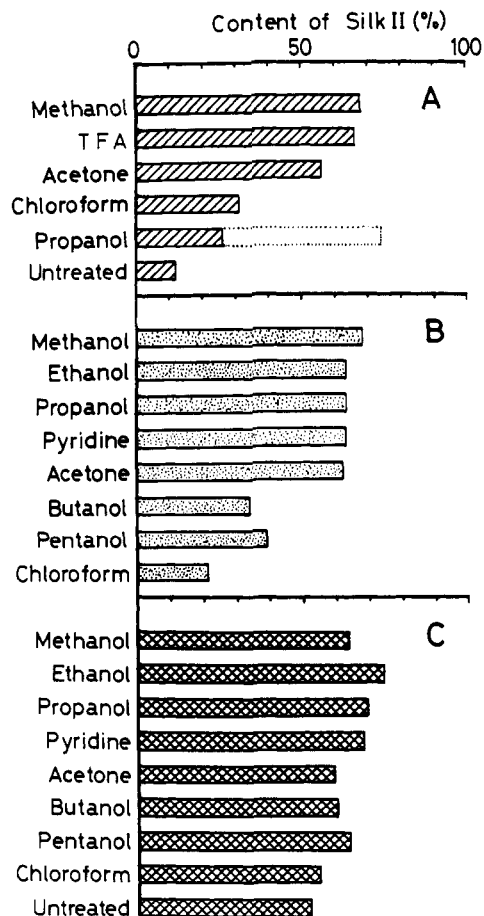 Content of Silk II (%)
0 50 100
A
Methanol
TFA
Acetone
Chloroform
Propanol
Untreated
B
Methanol
Ethanol
Propanol
Pyridine
Acetone
Butanol
Pentanol
Chloroform
C
Methanol
Ethanol
Propanol
Pyridine
Acetone
Butanol
Pentanol
Chloroform
Untreated